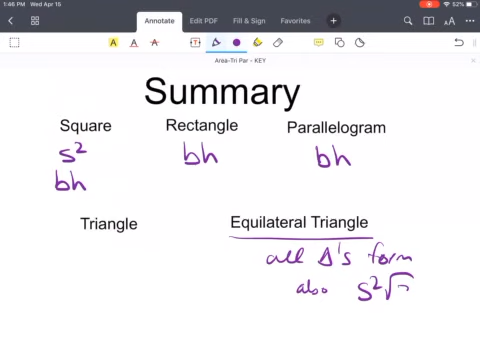 1:46 PM Wed Apr 15
52%
Annotate Edit PDF Fill & Sign Favorites
Area-Tri Par - KEY
Summary
Square Rectangle Parallelogram
s² bh bh
bh
Triangle Equilateral Triangle
all Δ's form
also s²√